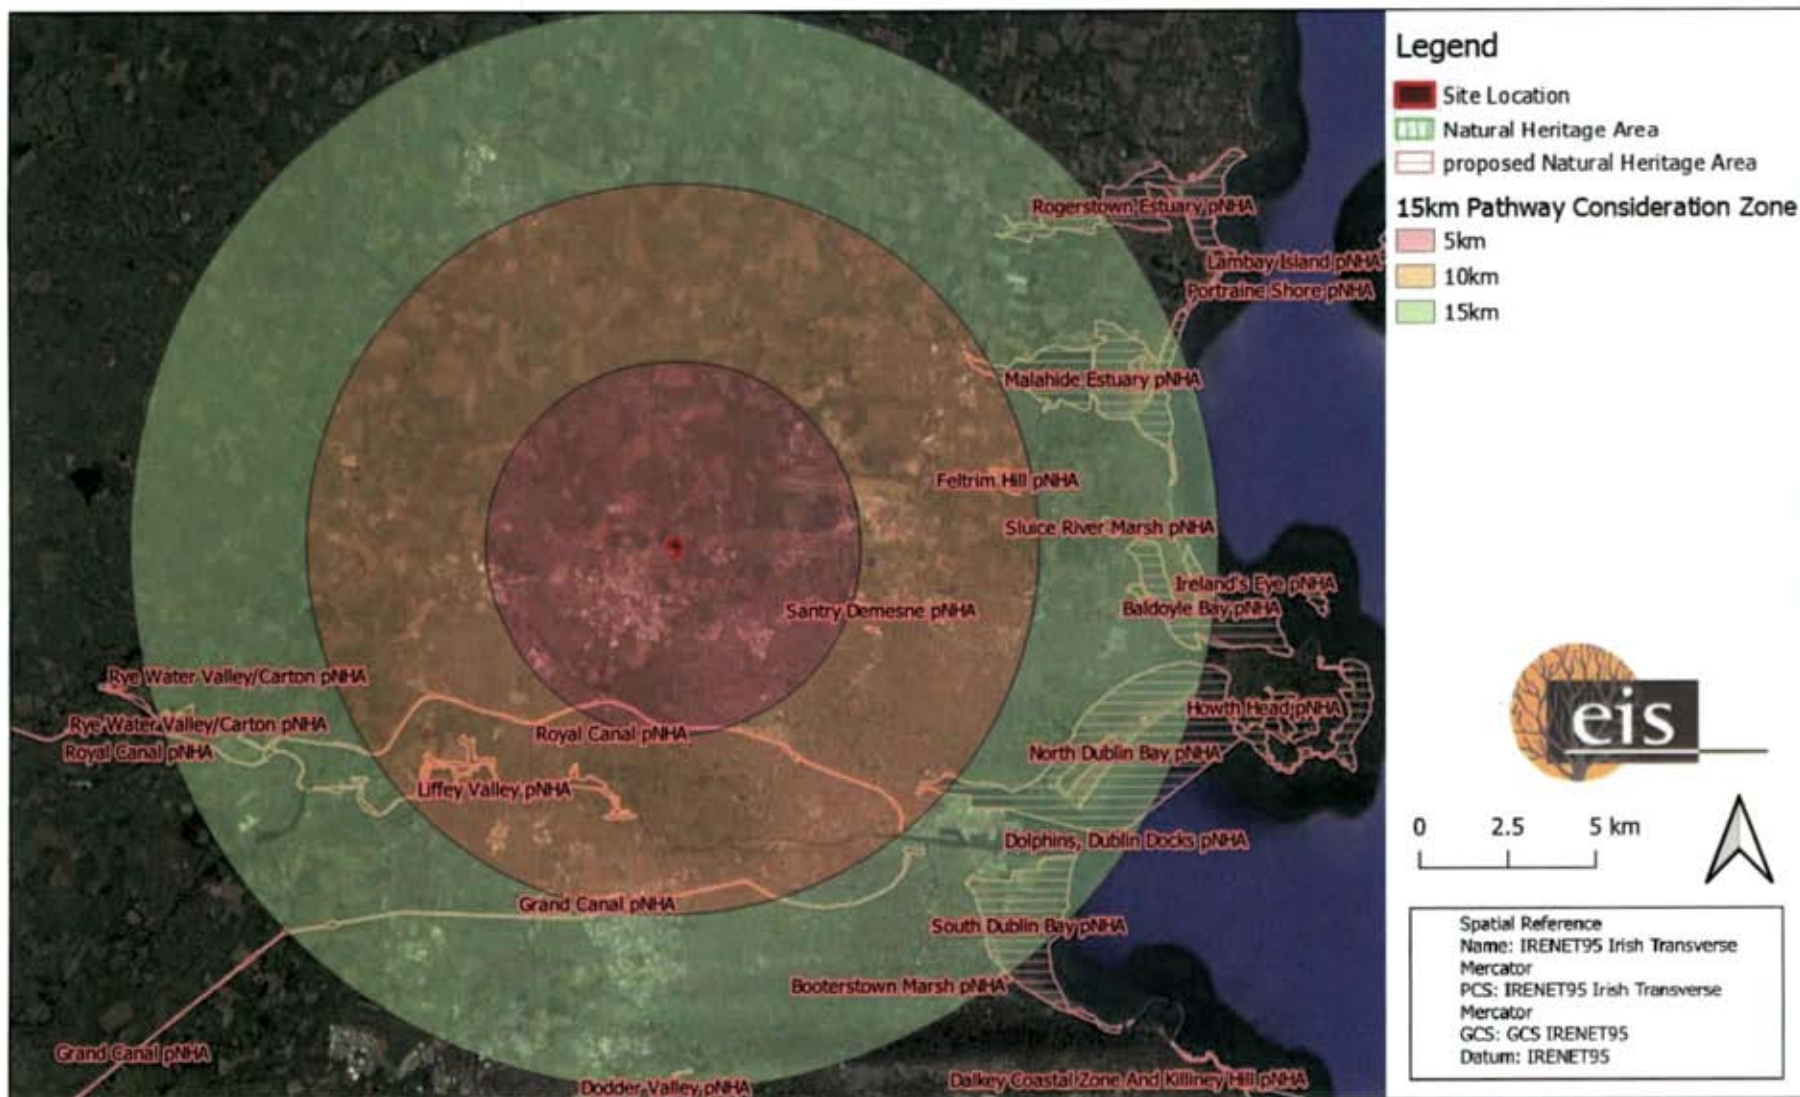 Legend
Site Location
Natural Heritage Area
proposed Natural Heritage Area
15km Pathway Consideration Zone
5km
10km
15km
Rogerstown Estuary pNHA
Lambay Island pNHA
Portraine Shore pNHA
Malahide Estuary pNHA
Feltrim Hill pNHA
Sluice River Marsh pNHA
Ireland's Eye pNHA
Baldoyle Bay pNHA
Santry Demesne pNHA
Rye Water Valley/Carton pNHA
Rye Water Valley/Carton pNHA
Royal Canal pNHA
Royal Canal pNHA
Howth Head pNHA
North Dublin Bay pNHA
Liffey Valley pNHA
Dolphins, Dublin Docks pNHA
Grand Canal pNHA
South Dublin Bay pNHA
Booterstown Marsh pNHA
Grand Canal pNHA
Dodder Valley pNHA
Dalkey Coastal Zone And Killiney Hill pNHA
eis
0 2.5 5 km
Spatial Reference
Name: IRENET95 Irish Transverse
Mercator
PCS: IRENET95 Irish Transverse
Mercator
GCS: GCS IRENET95
Datum: IRENET95